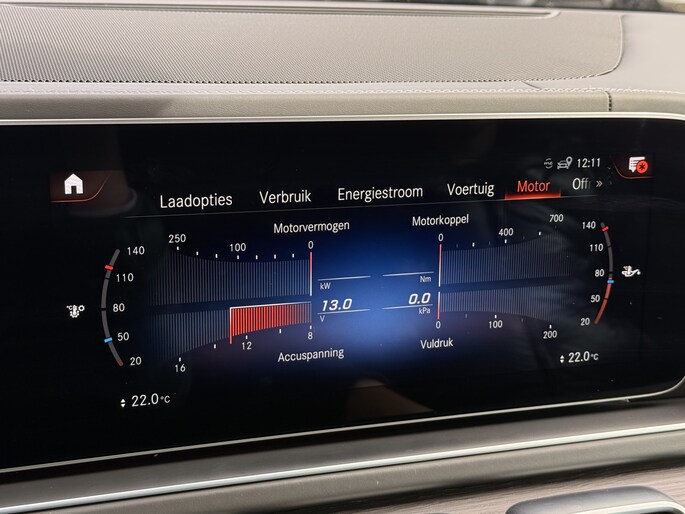 12:11
Laadopties Verbruik Energiestroom Voertuig Motor Off »
Motorvermogen Motorkoppel
250 100 0 0 400 700
140 140
110 110
80 80
50 50
20 20
kW Nm
13.0 0.0
V kPa
16 12 8 0 100 200
Accuspanning Vuldruk
22.0°C 22.0°C